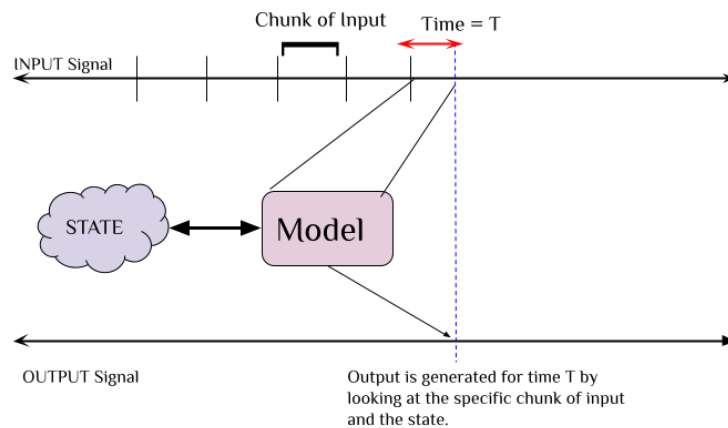 Chunk of Input
Time = T
INPUT Signal
STATE
Model
OUTPUT Signal
Output is generated for time T by
looking at the specific chunk of input
and the state.